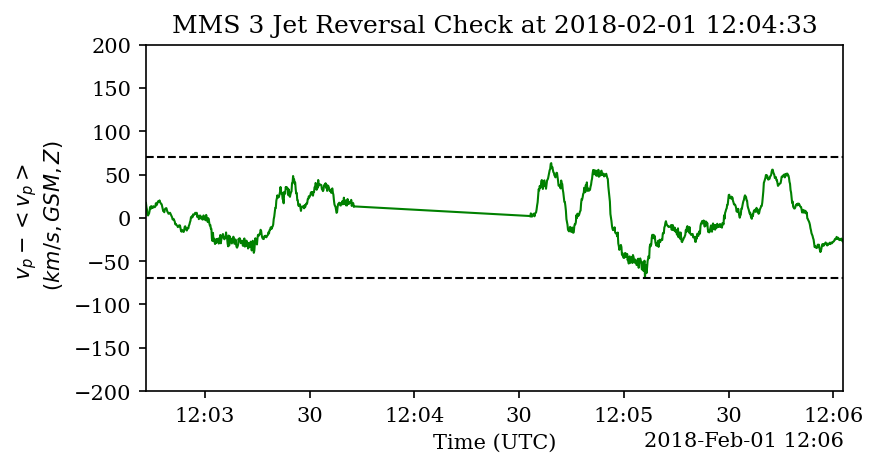 MMS 3 Jet Reversal Check at 2018-02-01 12:04:33
v_p - < v_p >
(km/s, GSM, Z)
200
150
100
50
0
−50
−100
−150
−200
12:03 30 12:04 30 12:05 30 12:06
Time (UTC) 2018-Feb-01 12:06